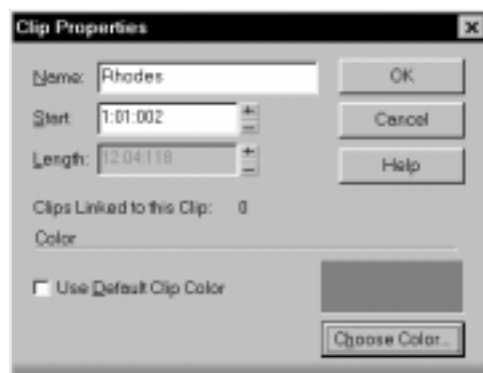 Clip Properties
Name: Rhodes
OK
Start: 1:01:002
+
-
Cancel
Length: 12:04:118
+
-
Help
Clips Linked to this Clip: 0
Color
Use Default Clip Color
Choose Color...